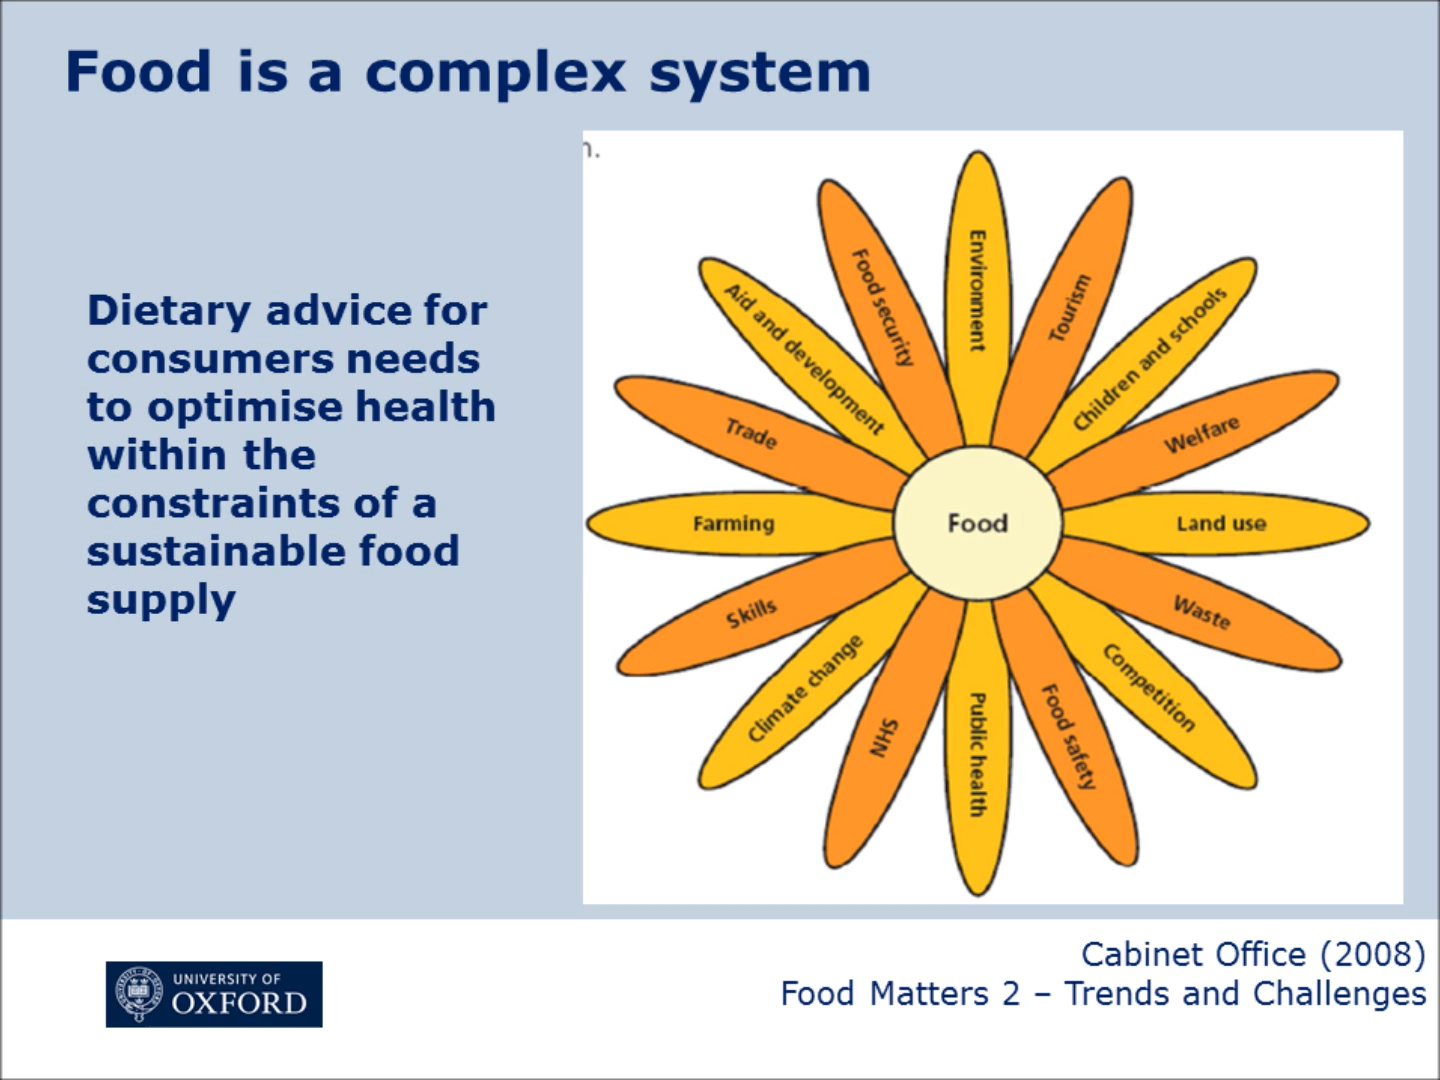 Food is a complex system
Dietary advice for
consumers needs
to optimise health
within the
constraints of a
sustainable food
supply
n.
Environment
Tourism
Children and schools
Welfare
Land use
Waste
Competition
Food safety
Public health
NHS
Climate change
Skills
Farming
Trade
Aid and development
Food security
Food
UNIVERSITY OF
OXFORD
Cabinet Office (2008)
Food Matters 2 – Trends and Challenges